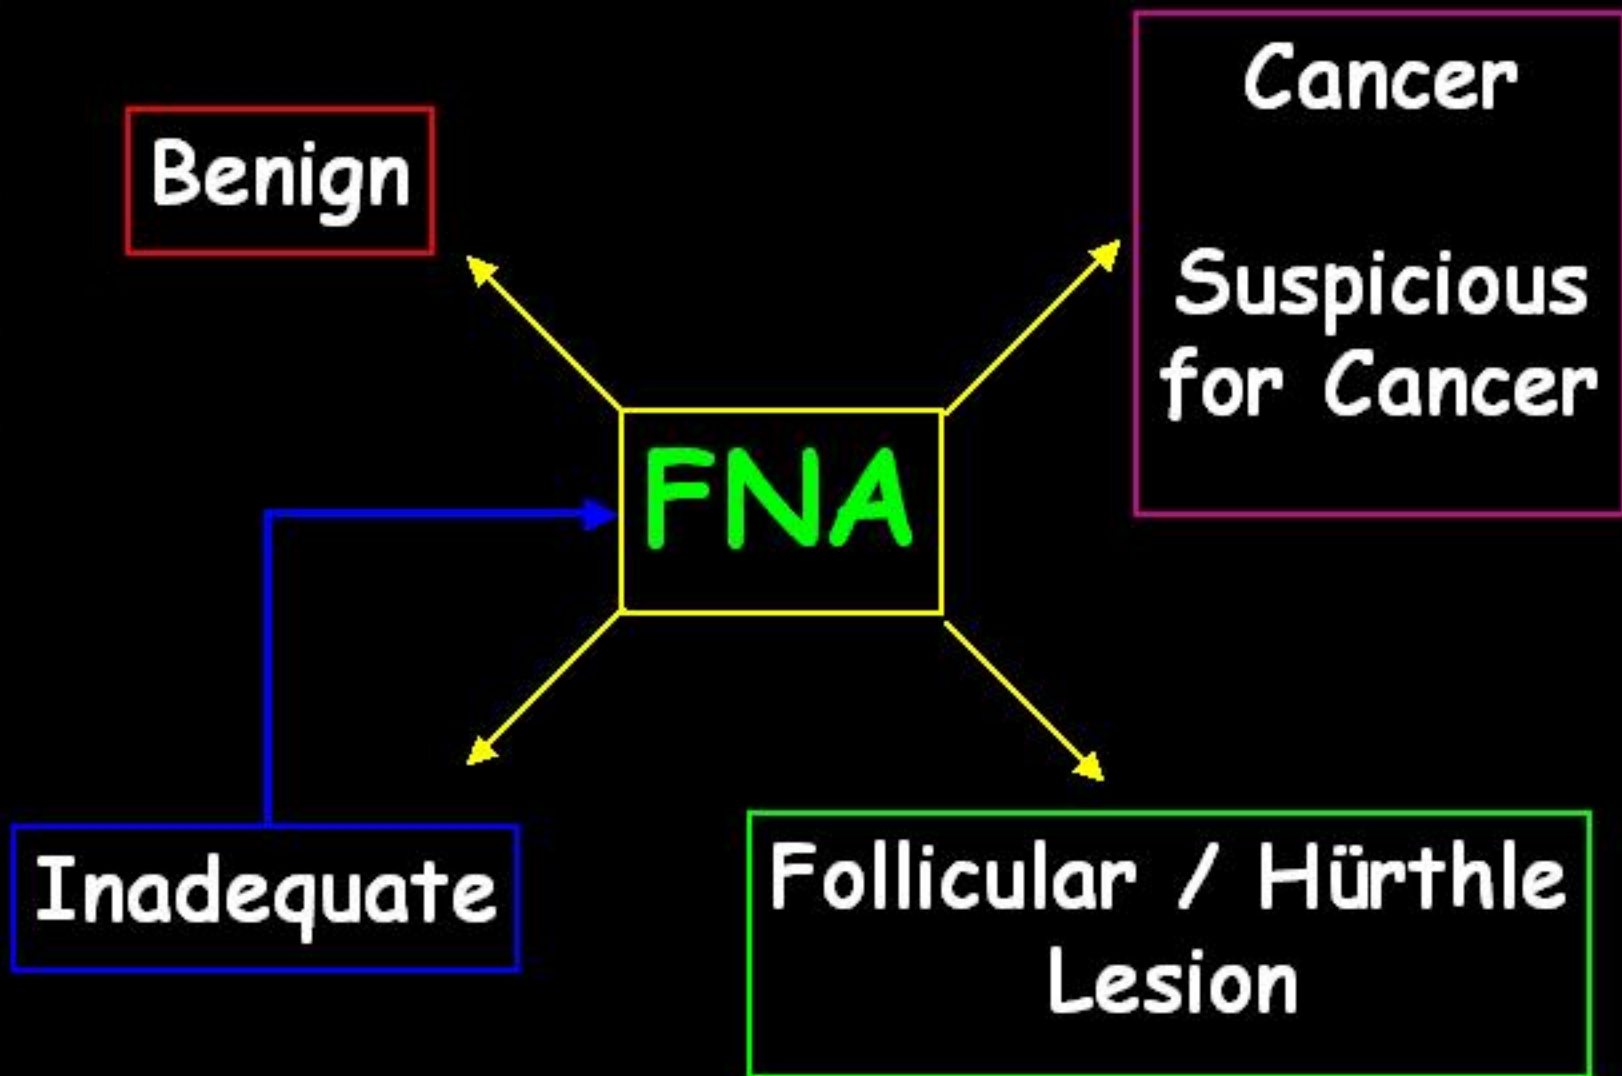 Benign
Cancer
Suspicious
for Cancer
FNA
Inadequate
Follicular / Hürthle
Lesion